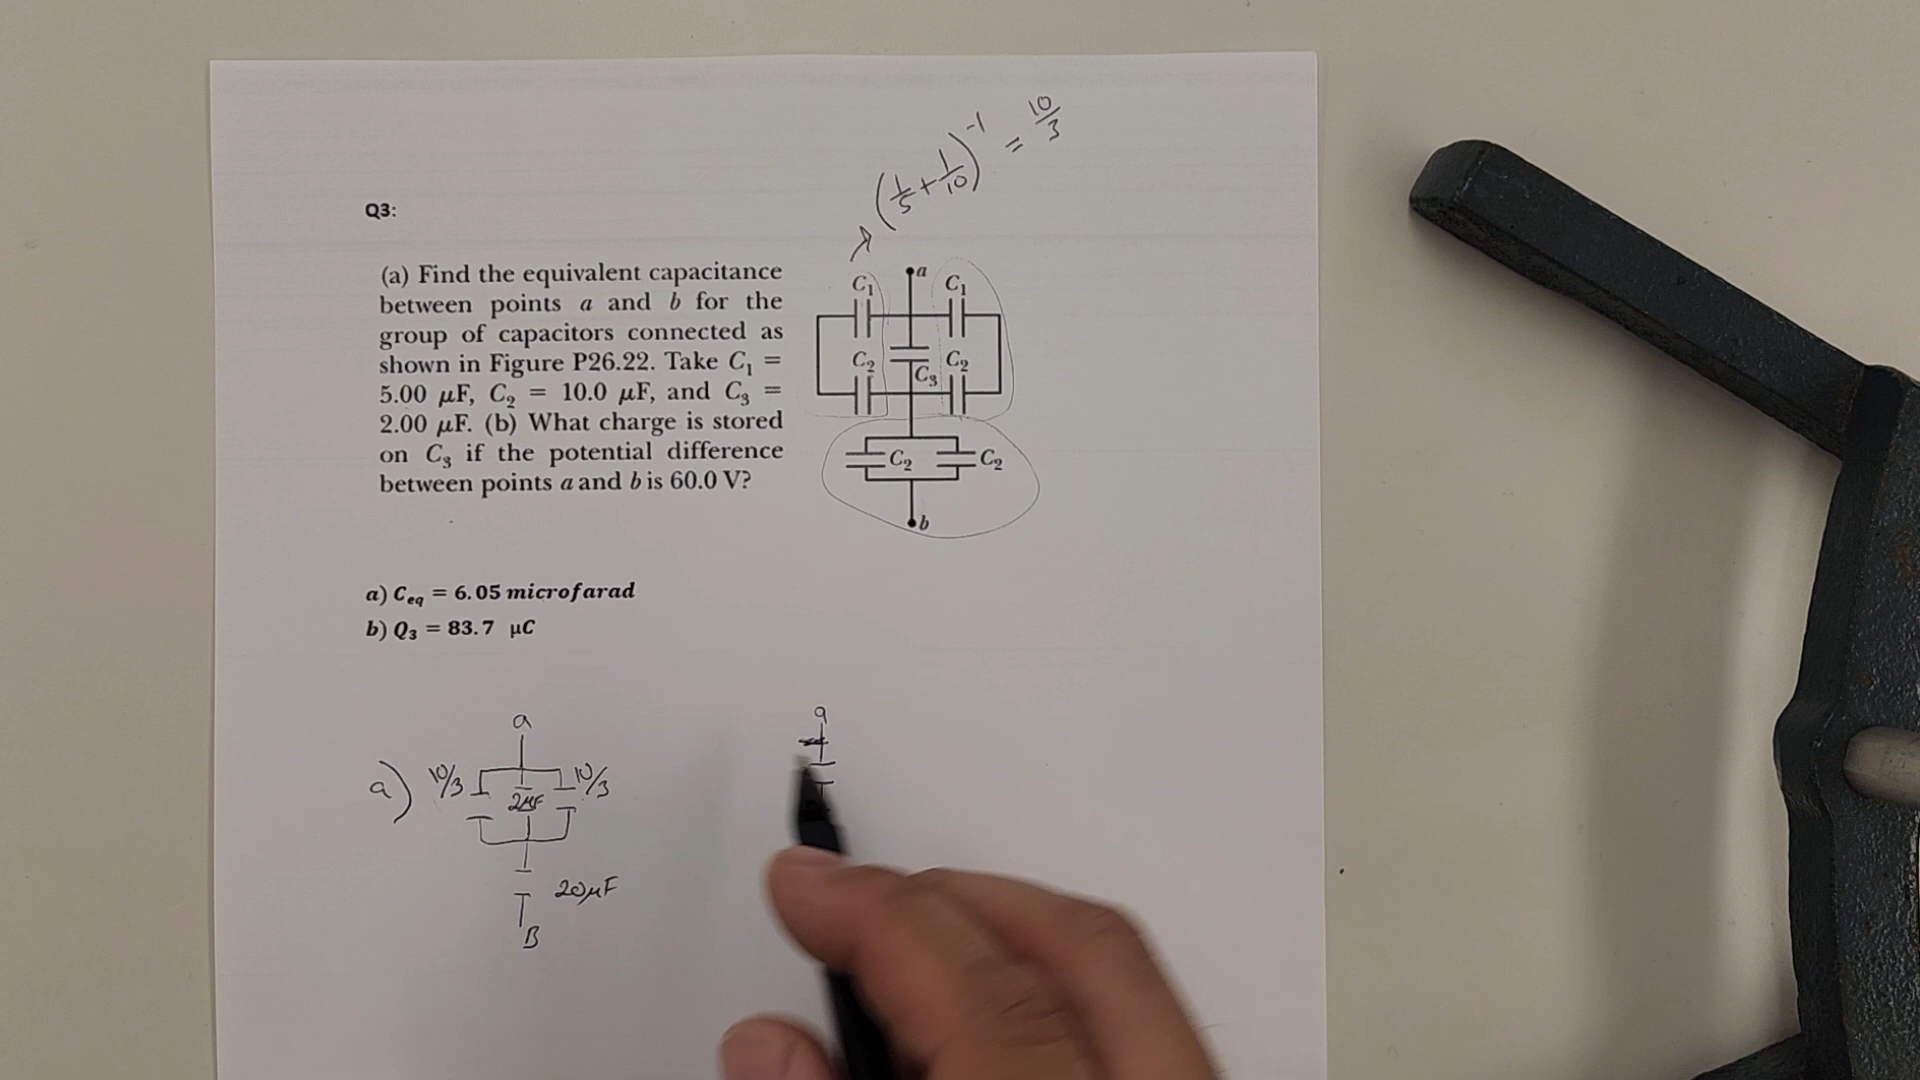 (1/5 + 1/10)^-1 = 10/3
Q3:
(a) Find the equivalent capacitance
between points a and b for the
group of capacitors connected as
shown in Figure P26.22. Take C₁ =
5.00 μF, C₂ = 10.0 μF, and C₃ =
2.00 μF. (b) What charge is stored
on C₃ if the potential difference
between points a and b is 60.0 V?
a
C₁ C₁
C₂ C₃ C₂
C₂ C₂
b
a) Ceq = 6.05 microfarad
b) Q₃ = 83.7 μC
a
a) 10/3 2μF 10/3
20μF
B
a